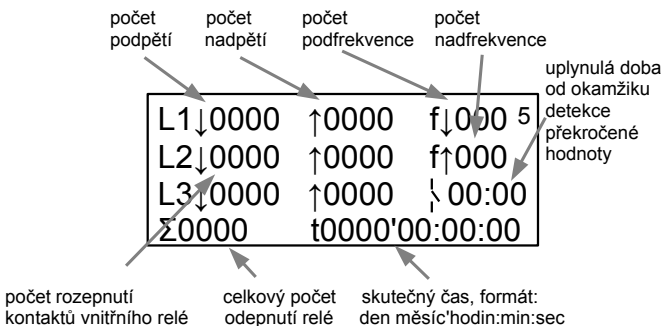 počet
podpětí
počet
nadpětí
počet
podfrekvence
počet
nadfrekvence
uplynulá doba
od okamžiku
detekce
překročené
hodnoty
L1↓0000 ↑0000 f↓000 5
L2↓0000 ↑0000 f↑000
L3↓0000 ↑0000 00:00
Σ0000 t0000'00:00:00
počet rozepnutí
kontaktů vnitřního relé
celkový počet
odepnutí relé
skutečný čas, formát:
den měsíc'hodin:min:sec